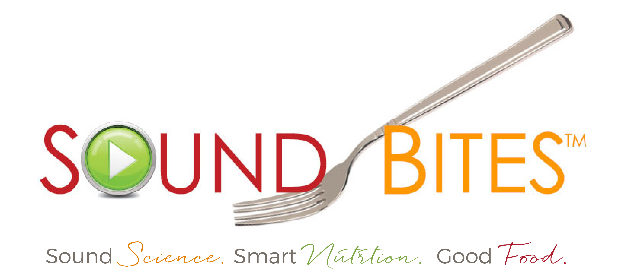 SOUND BITES™
Sound Science. Smart Nutrition. Good Food.